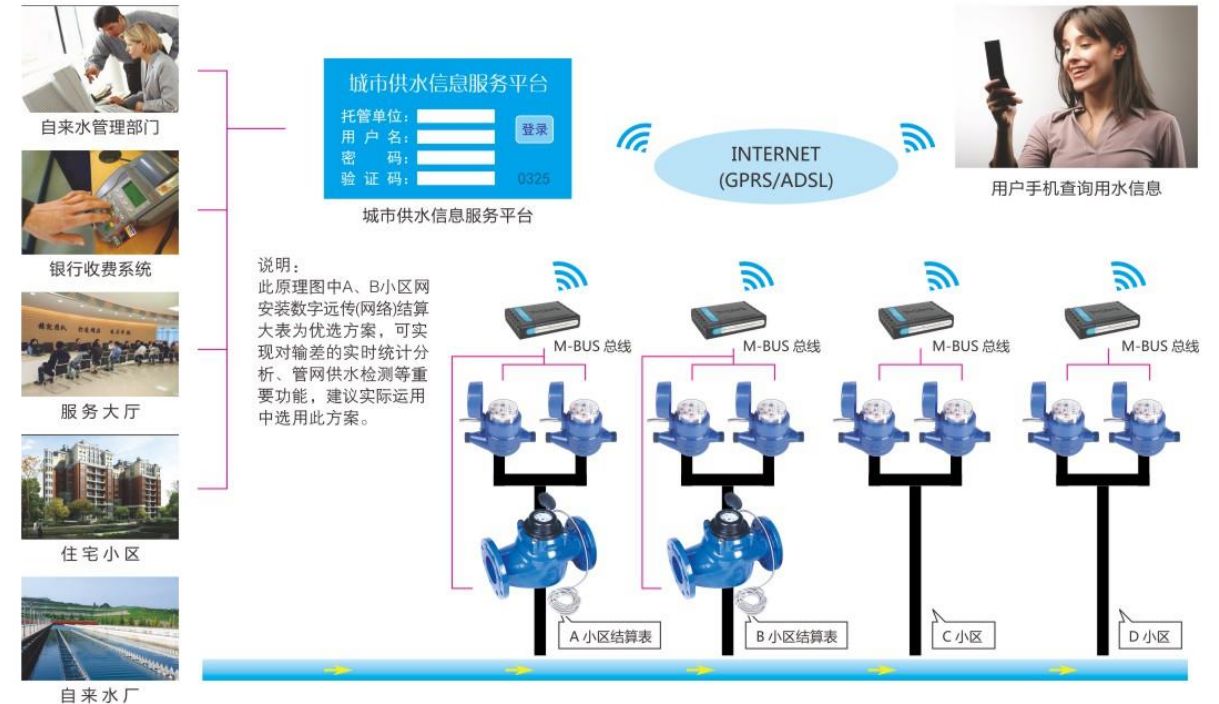 自来水管理部门
银行收费系统
服务大厅
住宅小区
自来水厂
城市供水信息服务平台
托管单位：
用户名：
密码：
验证码：
登录
0325
城市供水信息服务平台
INTERNET
(GPRS/ADSL)
用户手机查询用水信息
说明：
此原理图中A、B小区网
安装数字远传(网络)结算
大表为优选方案，可实
现对输差的实时统计分
析、管网供水检测等重
要功能，建议实际运用
中选用此方案。
M-BUS 总线
M-BUS 总线
M-BUS 总线
M-BUS 总线
A 小区结算表
B 小区结算表
C 小区
D 小区